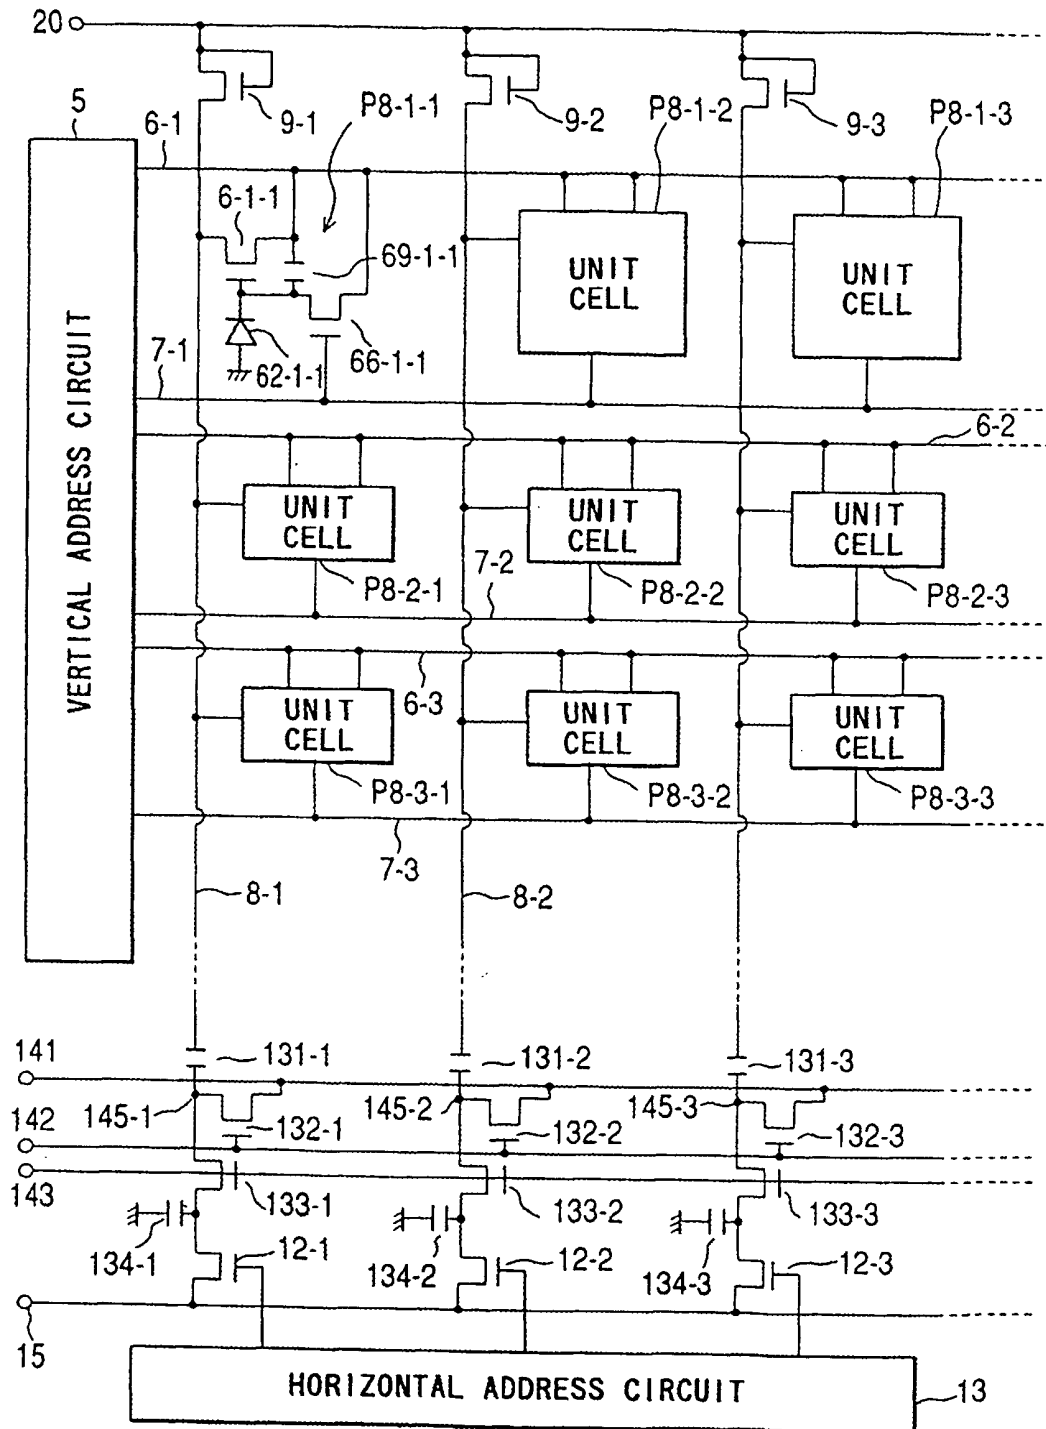 20
5
6-1
9-1
P8-1-1
9-2
P8-1-2
9-3
P8-1-3
6-1-1
69-1-1
UNIT
CELL
UNIT
CELL
7-1
62-1-1
66-1-1
VERTICAL ADDRESS CIRCUIT
6-2
UNIT
CELL
UNIT
CELL
UNIT
CELL
P8-2-1
7-2
P8-2-2
P8-2-3
UNIT
CELL
6-3
UNIT
CELL
UNIT
CELL
P8-3-1
P8-3-2
P8-3-3
7-3
8-1
8-2
141
131-1
131-2
131-3
145-1
145-2
145-3
142
132-1
132-2
132-3
143
133-1
133-2
133-3
134-1
12-1
134-2
12-2
134-3
12-3
15
HORIZONTAL ADDRESS CIRCUIT
13